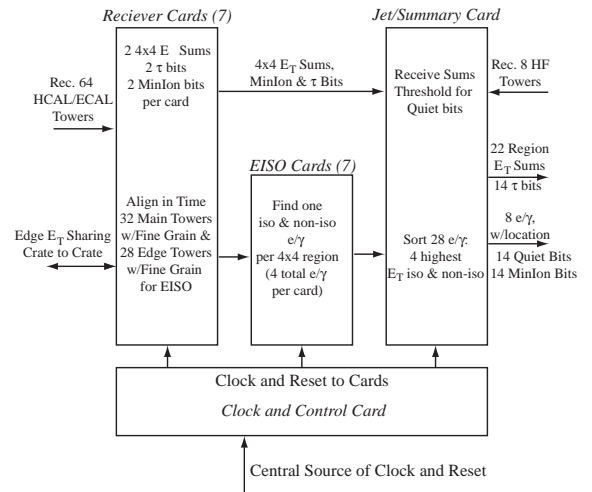 Reciever Cards (7)
Jet/Summary Card
2 4x4 E Sums
2 τ bits
2 MinIon bits
per card
Rec. 64
HCAL/ECAL
Towers
4x4 E_T Sums,
MinIon & τ Bits
Receive Sums
Threshold for
Quiet bits
Rec. 8 HF
Towers
22 Region
E_T Sums
14 τ bits
EISO Cards (7)
Align in Time
32 Main Towers
w/Fine Grain &
28 Edge Towers
w/Fine Grain
for EISO
Edge E_T Sharing
Crate to Crate
Find one
iso & non-iso
e/γ
per 4x4 region
(4 total e/γ
per card)
Sort 28 e/γ:
4 highest
E_T iso & non-iso
8 e/γ,
w/location
14 Quiet Bits
14 MinIon Bits
Clock and Reset to Cards
Clock and Control Card
Central Source of Clock and Reset